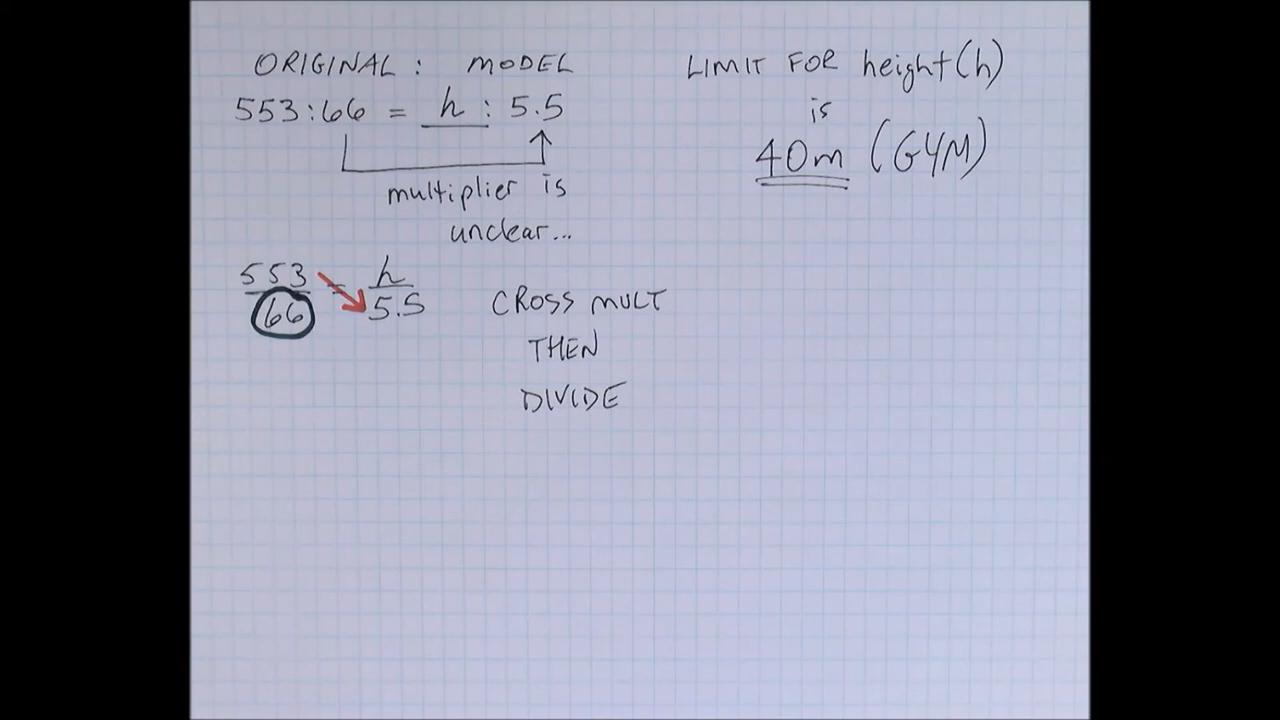 ORIGINAL : MODEL
553:66 = h : 5.5
multiplier is
unclear...
553/66 = h/5.5
CROSS MULT
THEN
DIVIDE
LIMIT FOR height(h)
is
40m (GYM)